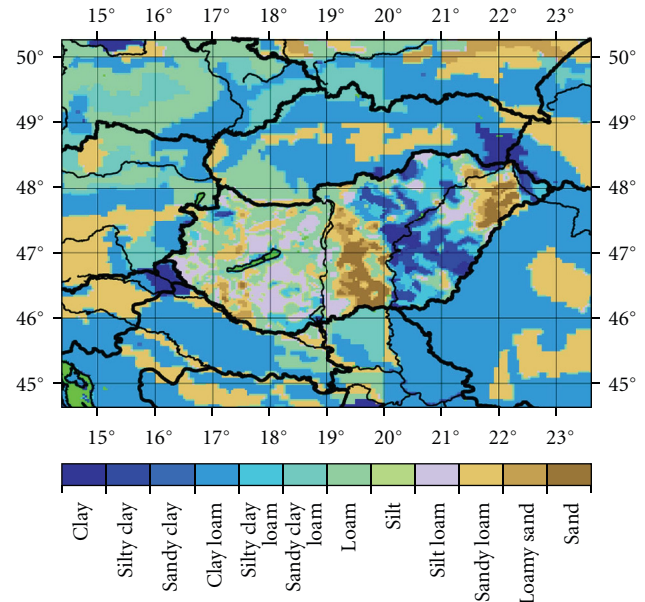 15° 16° 17° 18° 19° 20° 21° 22° 23°
50° 50°
49° 49°
48° 48°
47° 47°
46° 46°
45° 45°
15° 16° 17° 18° 19° 20° 21° 22° 23°
Clay
Silty clay
Sandy clay
Clay loam
Silty clay
loam
Sandy clay
loam
Loam
Silt
Silt loam
Sandy loam
Loamy sand
Sand